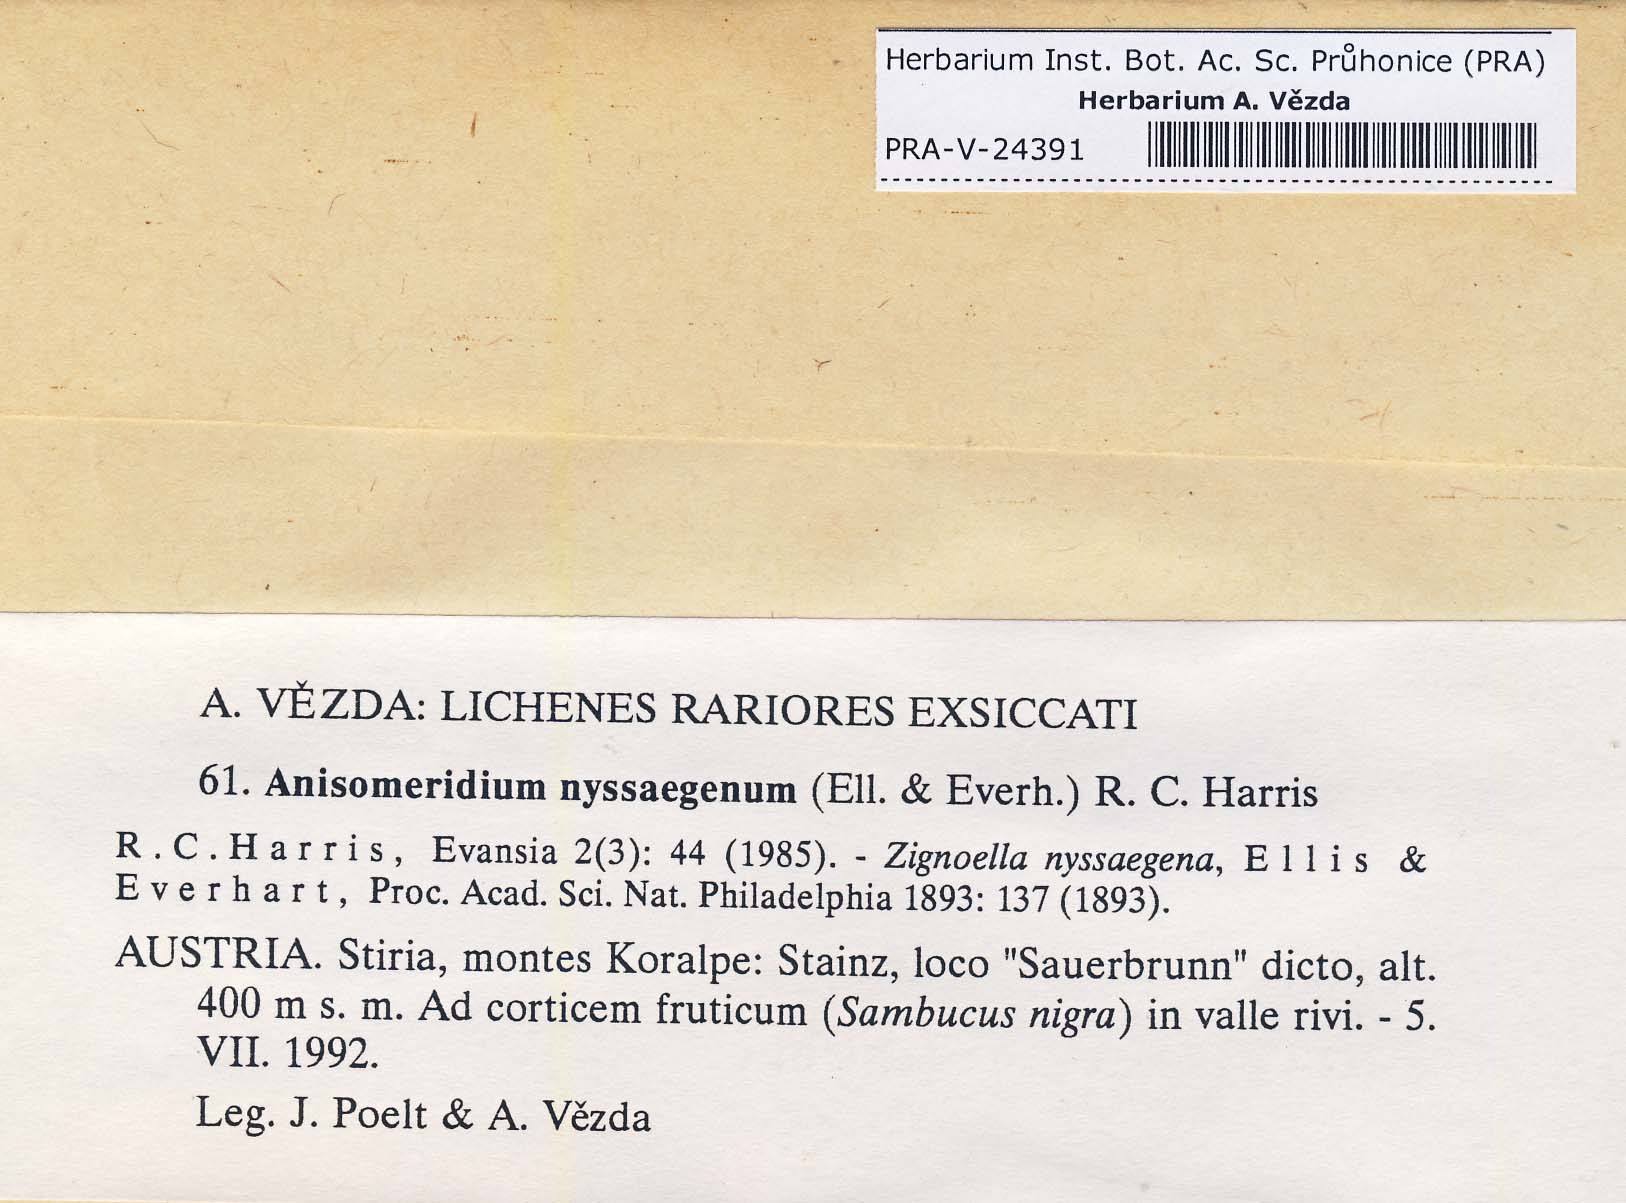 Herbarium Inst. Bot. Ac. Sc. Průhonice (PRA)
Herbarium A. Vězda
PRA-V-24391
A. VĚZDA: LICHENES RARIORES EXSICCATI
61. Anisomeridium nyssaegenum (Ell. & Everh.) R. C. Harris
R.C.Harris, Evansia 2(3): 44 (1985). - Zignoella nyssaegena, Ellis &
Everhart, Proc. Acad. Sci. Nat. Philadelphia 1893: 137 (1893).
AUSTRIA. Stiria, montes Koralpe: Stainz, loco "Sauerbrunn" dicto, alt.
400 m s. m. Ad corticem fruticum (Sambucus nigra) in valle rivi. - 5.
VII. 1992.
Leg. J. Poelt & A. Vězda